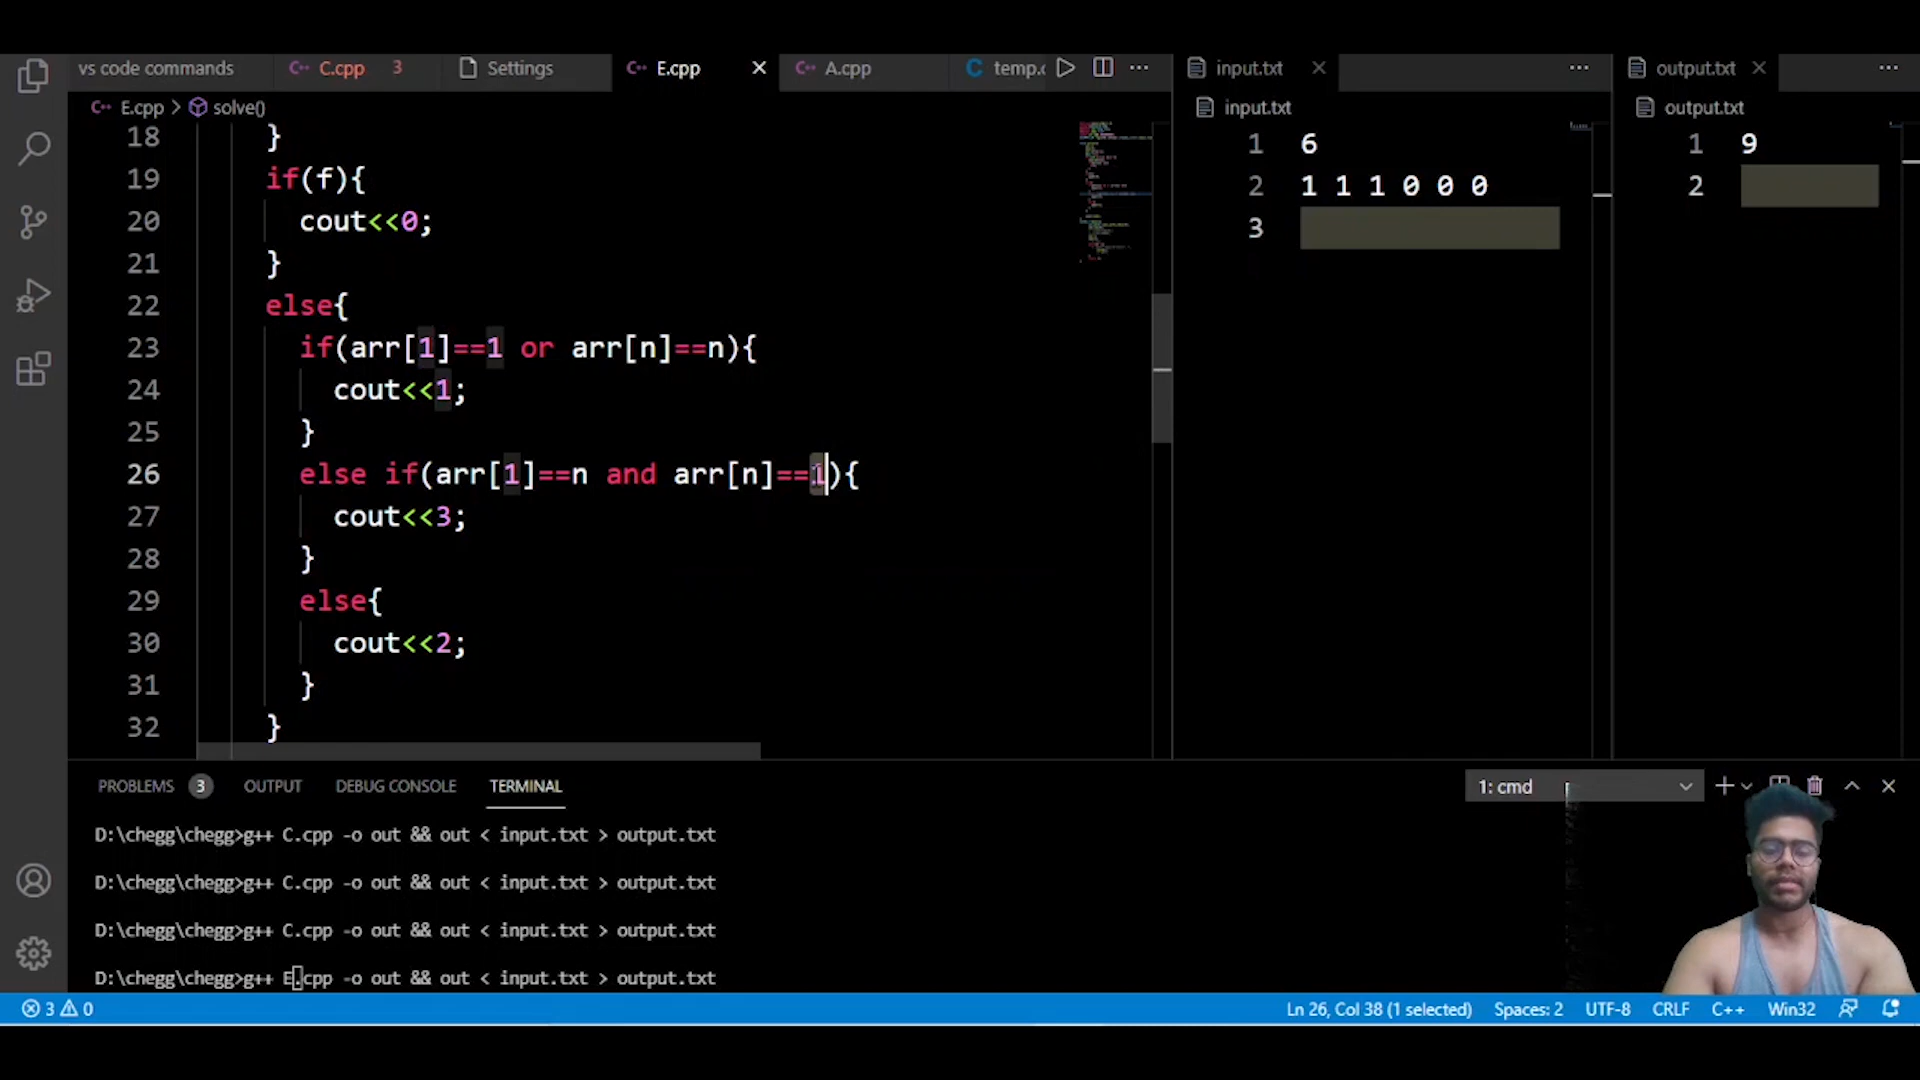 vs code commands
C.cpp 3
Settings
E.cpp
A.cpp
temp.c
input.txt
output.txt
E.cpp > solve()
input.txt
output.txt
18 }
19 if(f){
20 cout<<0;
21 }
22 else{
23 if(arr[1]==1 or arr[n]==n){
24 cout<<1;
25 }
26 else if(arr[1]==n and arr[n]==1){
27 cout<<3;
28 }
29 else{
30 cout<<2;
31 }
32 }
1 6
2 1 1 1 0 0 0
3
1 9
2
PROBLEMS 3 OUTPUT DEBUG CONSOLE TERMINAL
1: cmd
D:\chegg\chegg>g++ C.cpp -o out && out < input.txt > output.txt
D:\chegg\chegg>g++ C.cpp -o out && out < input.txt > output.txt
D:\chegg\chegg>g++ C.cpp -o out && out < input.txt > output.txt
D:\chegg\chegg>g++ E.cpp -o out && out < input.txt > output.txt
3 0
Ln 26, Col 38 (1 selected) Spaces: 2 UTF-8 CRLF C++ Win32